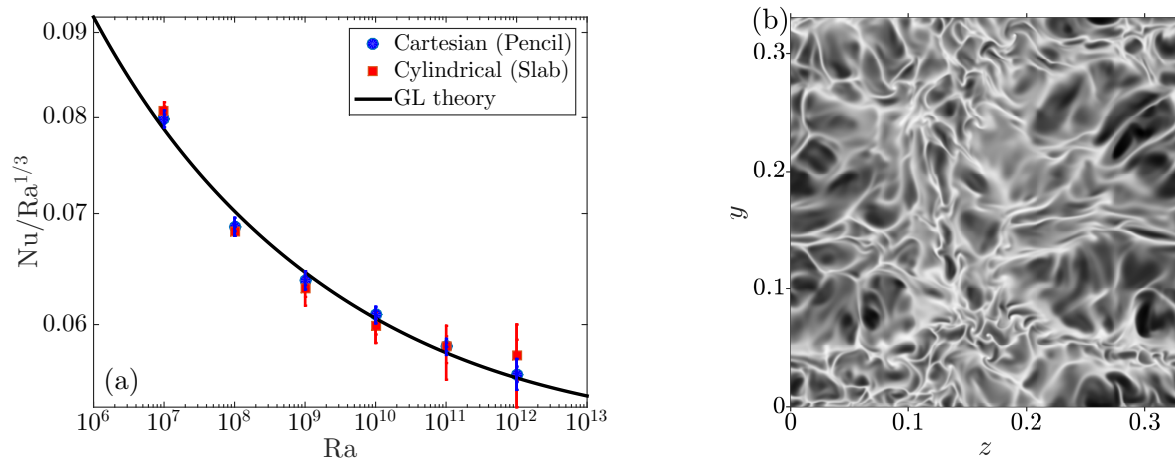 0.09
0.08
0.07
0.06
Nu/Ra^{1/3}
Cartesian (Pencil)
Cylindrical (Slab)
GL theory
(a)
10^6 10^7 10^8 10^9 10^{10} 10^{11} 10^{12} 10^{13}
Ra
(b)
0.3
0.2
0.1
0
y
0 0.1 0.2 0.3
z